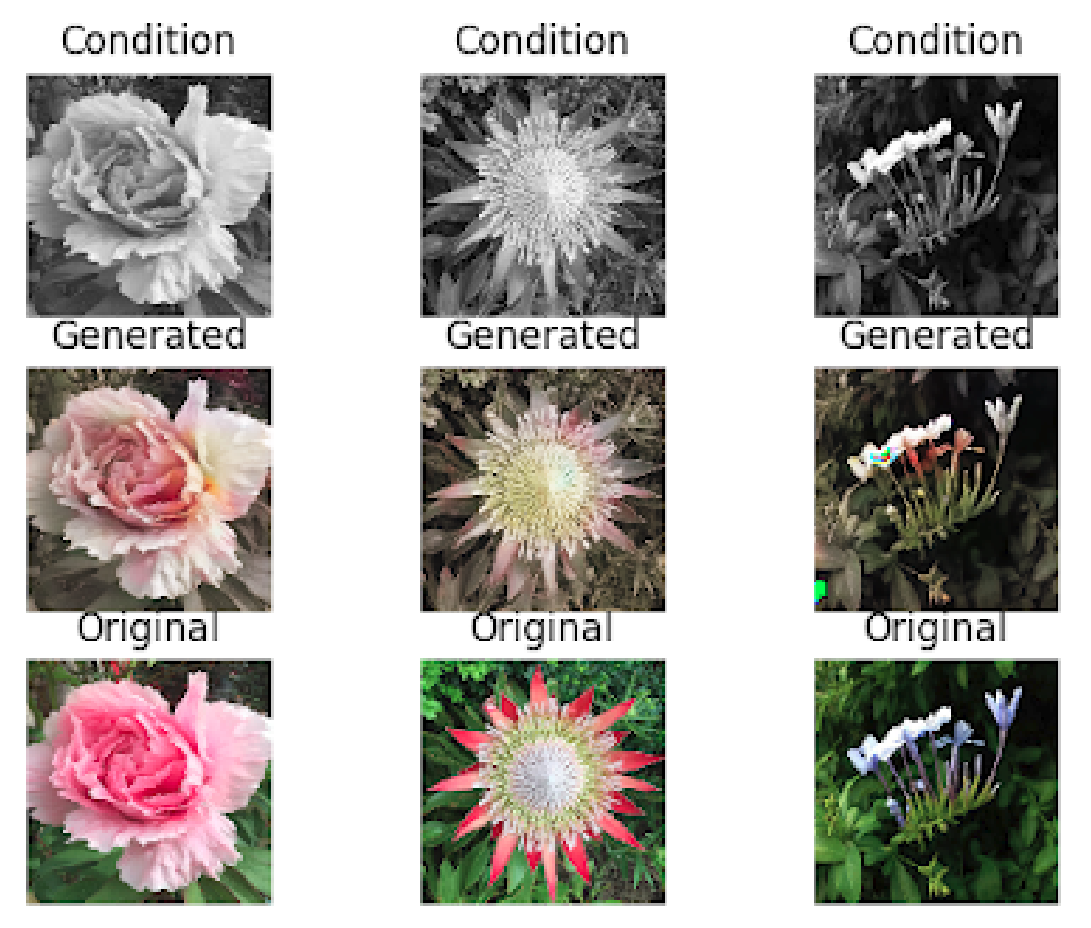 Condition Condition Condition
Generated Generated Generated
Original Original Original